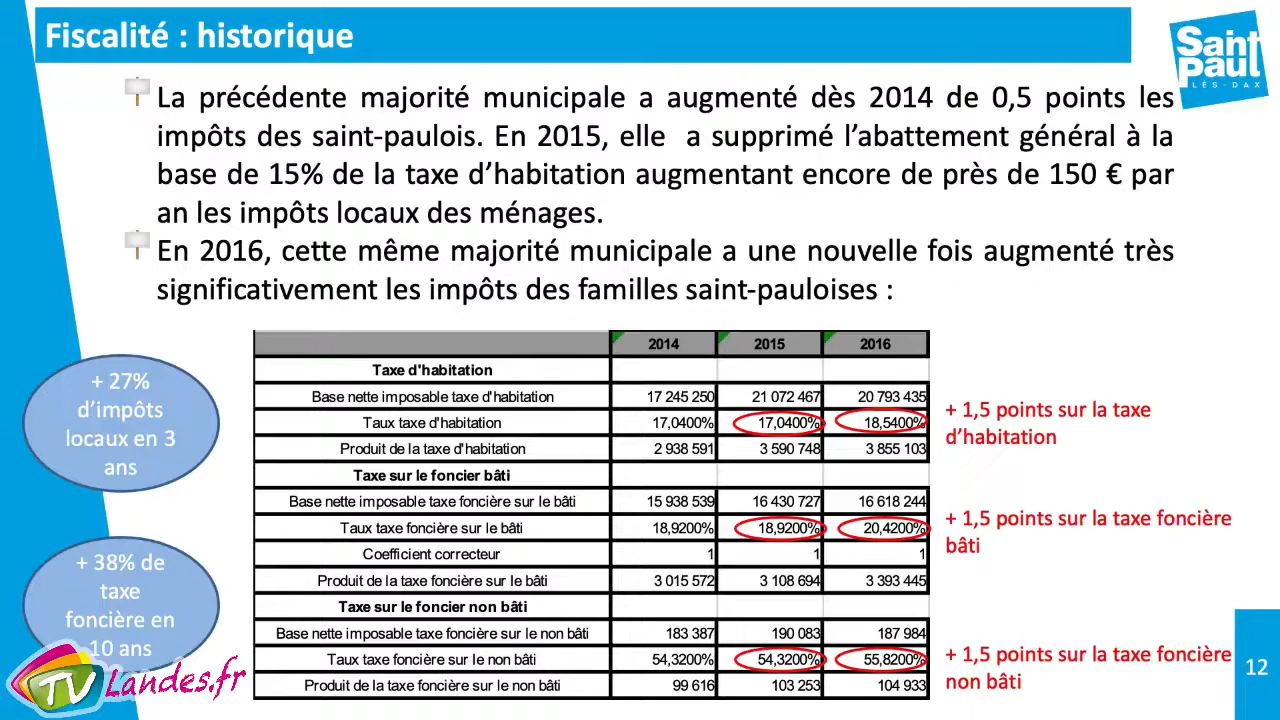 Fiscalité : historique
Saint
Paul
LÈS-DAX
La précédente majorité municipale a augmenté dès 2014 de 0,5 points les
impôts des saint-paulois. En 2015, elle a supprimé l’abattement général à la
base de 15% de la taxe d’habitation augmentant encore de près de 150 € par
an les impôts locaux des ménages.
En 2016, cette même majorité municipale a une nouvelle fois augmenté très
significativement les impôts des familles saint-pauloises :
2014 2015 2016
Taxe d'habitation
Base nette imposable taxe d'habitation 17 245 250 21 072 467 20 793 435
Taux taxe d'habitation 17,0400% 17,0400% 18,5400%
Produit de la taxe d'habitation 2 938 591 3 590 748 3 855 103
Taxe sur le foncier bâti
Base nette imposable taxe foncière sur le bâti 15 938 539 16 430 727 16 618 244
Taux taxe foncière sur le bâti 18,9200% 18,9200% 20,4200%
Coefficient correcteur 1 1 1
Produit de la taxe foncière sur le bâti 3 015 572 3 108 694 3 393 445
Taxe sur le foncier non bâti
Base nette imposable taxe foncière sur le non bâti 183 387 190 083 187 984
Taux taxe foncière sur le non bâti 54,3200% 54,3200% 55,8200%
Produit de la taxe foncière sur le non bâti 99 616 103 253 104 933
+ 27%
d’impôts
locaux en 3
ans
+ 38% de
taxe
foncière en
10 ans
+ 1,5 points sur la taxe
d’habitation
+ 1,5 points sur la taxe foncière
bâti
+ 1,5 points sur la taxe foncière
non bâti
12
TV Landes.fr